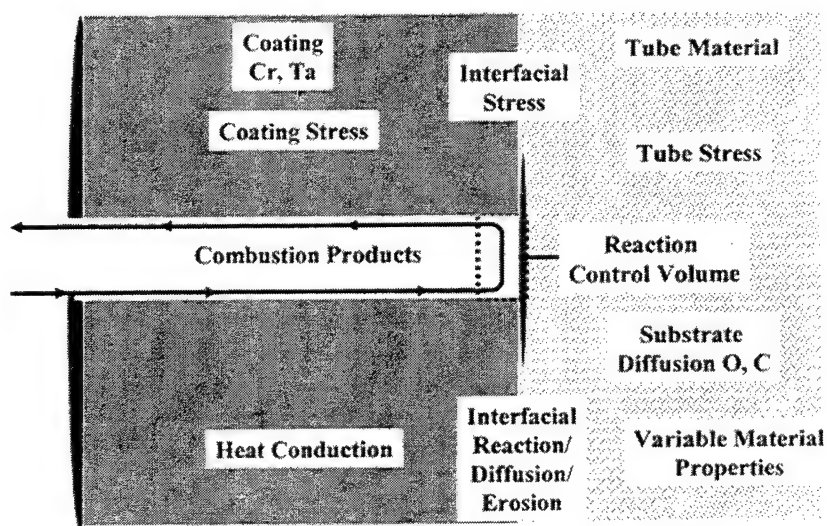 Coating
Cr, Ta
Coating Stress
Interfacial
Stress
Tube Material
Tube Stress
Combustion Products
Reaction
Control Volume
Substrate
Diffusion O, C
Heat Conduction
Interfacial
Reaction/
Diffusion/
Erosion
Variable Material
Properties